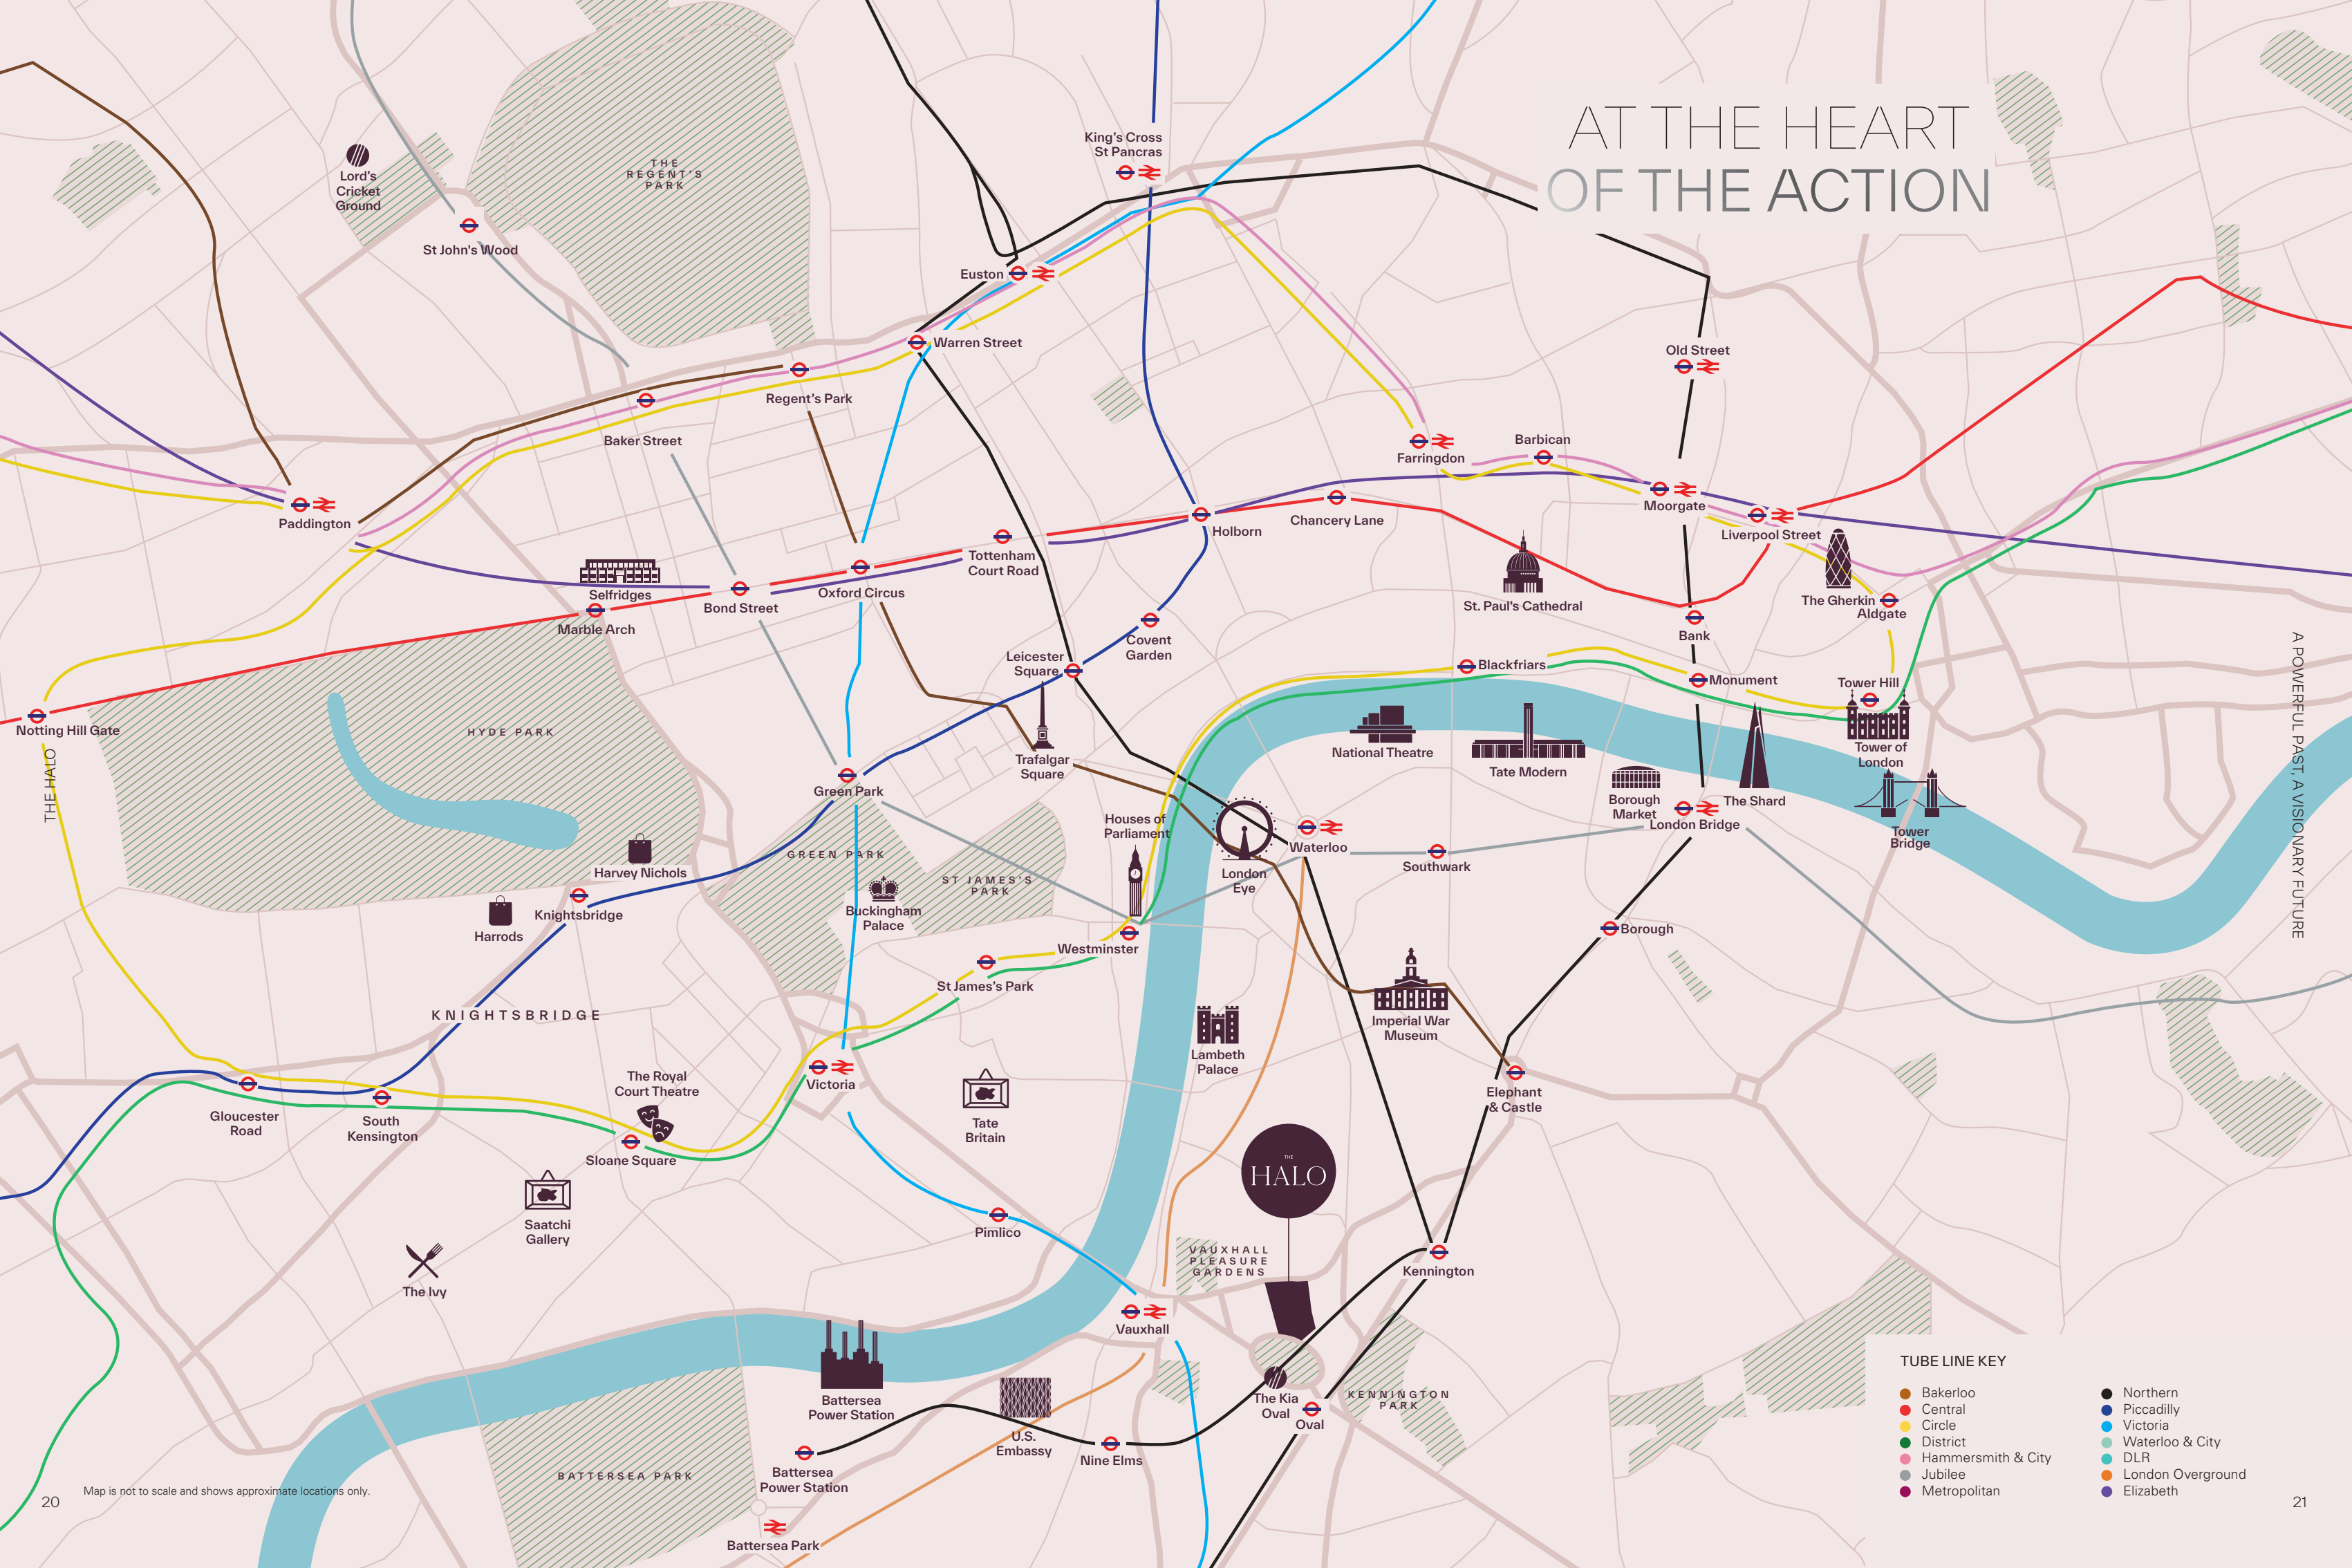 AT THE HEART
OF THE ACTION
King's Cross
St Pancras
THE
REGENT'S
PARK
Lord's
Cricket
Ground
St John's Wood
Euston
Warren Street
Regent's Park
Baker Street
Old Street
Farringdon
Barbican
Moorgate
Liverpool Street
Paddington
Chancery Lane
Holborn
Tottenham
Court Road
Oxford Circus
Bond Street
Selfridges
Marble Arch
St. Paul's Cathedral
The Gherkin
Aldgate
Bank
Covent
Garden
Leicester
Square
Blackfriars
Monument
Tower Hill
Notting Hill Gate
HYDE PARK
THE HALO
Trafalgar
Square
National Theatre
Tate Modern
Tower of
London
A POWERFUL PAST, A VISIONARY FUTURE
Green Park
Borough
Market
The Shard
London Bridge
Tower
Bridge
Houses of
Parliament
London
Eye
Waterloo
Southwark
GREEN PARK
ST JAMES'S
PARK
Harvey Nichols
Buckingham
Palace
Knightsbridge
Harrods
Westminster
Borough
St James's Park
KNIGHTSBRIDGE
Imperial War
Museum
Lambeth
Palace
Victoria
The Royal
Court Theatre
Tate
Britain
Elephant
& Castle
Gloucester
Road
South
Kensington
Sloane Square
THE
HALO
Saatchi
Gallery
Pimlico
The Ivy
VAUXHALL
PLEASURE
GARDENS
Kennington
Vauxhall
Battersea
Power Station
The Kia
Oval
Oval
KENNINGTON
PARK
U.S.
Embassy
Nine Elms
Battersea
Power Station
BATTERSEA PARK
Battersea Park
TUBE LINE KEY
Bakerloo
Central
Circle
District
Hammersmith & City
Jubilee
Metropolitan
Northern
Piccadilly
Victoria
Waterloo & City
DLR
London Overground
Elizabeth
20
Map is not to scale and shows approximate locations only.
21